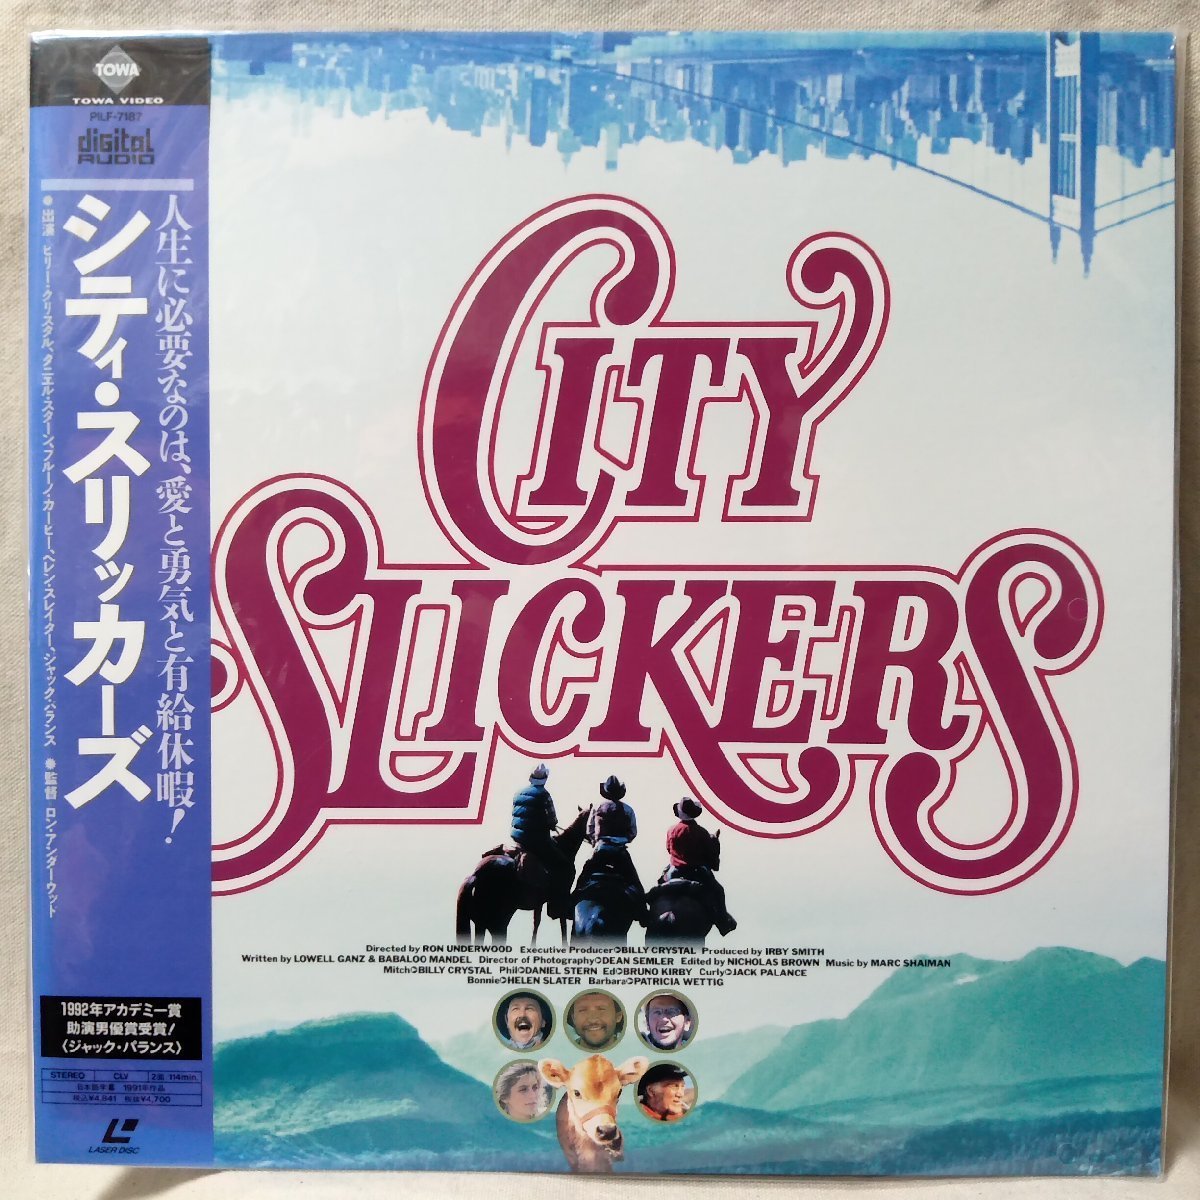 TOWA
TOWA VIDEO
PILF-7187
digital
AUDIO
人生に必要なのは、愛と勇気と有給休暇!
シティ・スリッカーズ
●出演=ビリー・クリスタル、ダニエル・スターン、ブルーノ・カービー、ヘレン・スレイター、ジャック・パランス ●監督=ロン・アンダーウッド
1992年アカデミー賞
助演男優賞受賞!
〈ジャック・パランス〉
STEREO CLV 2面 114min.
日本語字幕 1991年作品
税込¥4,841 税抜¥4,700
LASER DISC
CITY
SLICKERS
Directed by RON UNDERWOOD Executive Producer BILLY CRYSTAL Produced by IRBY SMITH
Written by LOWELL GANZ & BABALOO MANDEL Director of Photography DEAN SEMLER Edited by NICHOLAS BROWN Music by MARC SHAIMAN
Mitch BILLY CRYSTAL Phil DANIEL STERN Ed BRUNO KIRBY Curly JACK PALANCE
Bonnie HELEN SLATER Barbara PATRICIA WETTIG